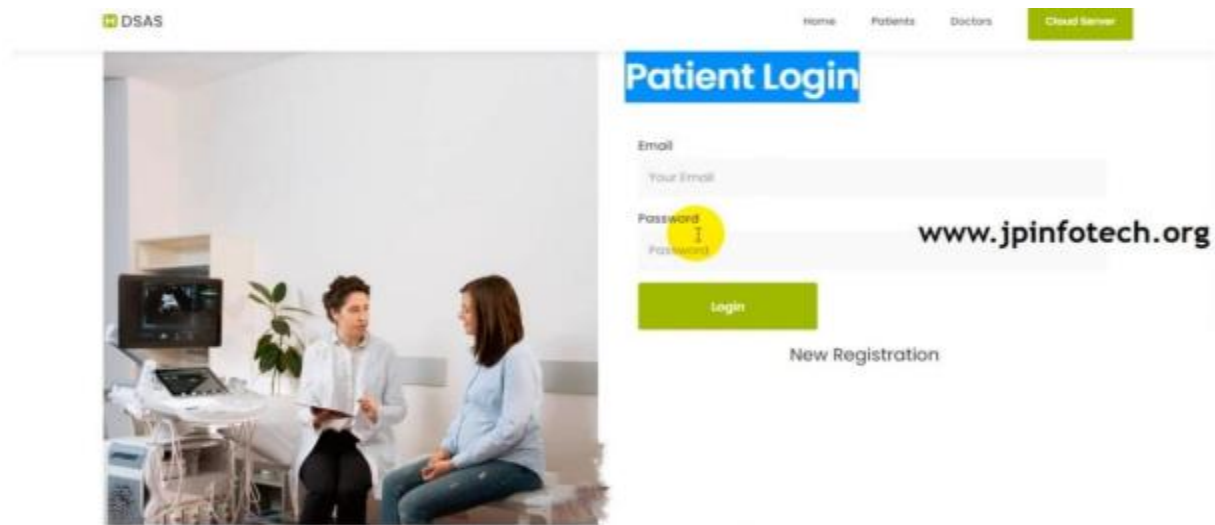 DSAS
Home Patients Doctors Cloud Server
Patient Login
Email
Your Email
Password
www.jpinfotech.org
Password
Login
New Registration